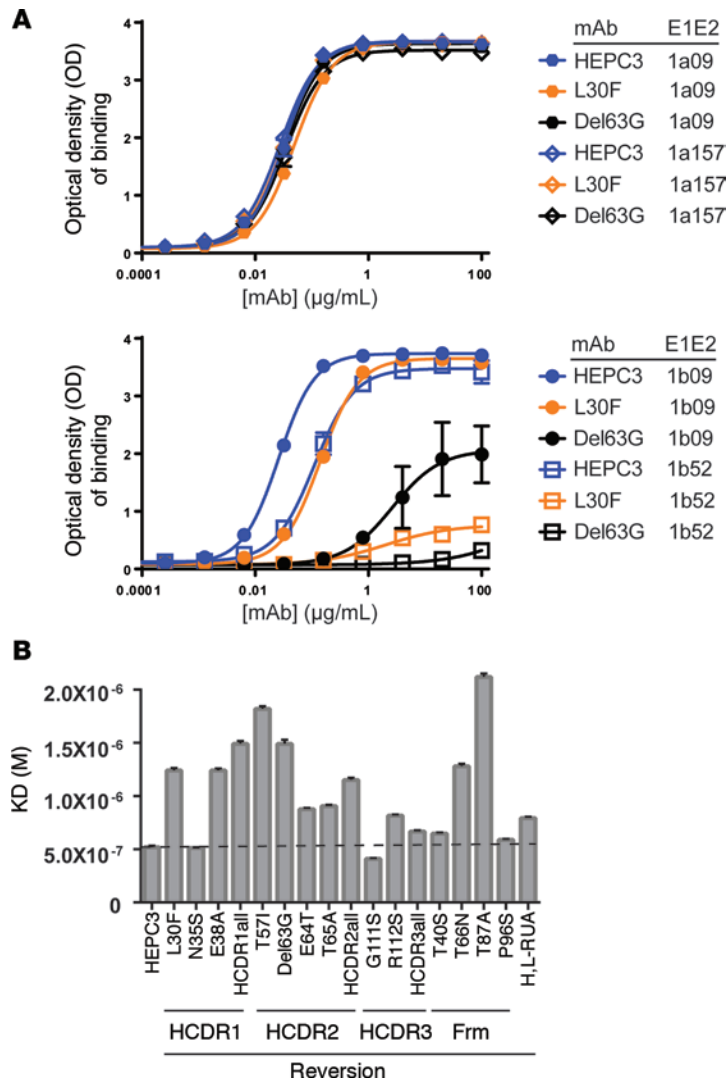 A
Optical density (OD)
of binding
4
3
2
1
0
0.0001
0.01
1
100
[mAb] (µg/mL)
mAb E1E2
HEPC3 1a09
L30F 1a09
Del63G 1a09
HEPC3 1a157
L30F 1a157
Del63G 1a157
Optical density (OD)
of binding
4
3
2
1
0
0.0001
0.01
1
100
[mAb] (µg/mL)
mAb E1E2
HEPC3 1b09
L30F 1b09
Del63G 1b09
HEPC3 1b52
L30F 1b52
Del63G 1b52
B
KD (M)
2.0X10⁻⁶
1.5X10⁻⁶
1.0X10⁻⁶
5.0X10⁻⁷
0
HEPC3
L30F
N35S
E38A
HCDR1all
T57I
Del63G
E64T
T65A
HCDR2all
G111S
R112S
HCDR3all
T40S
T66N
T87A
P96S
H,L-RUA
HCDR1
HCDR2
HCDR3
Frm
Reversion